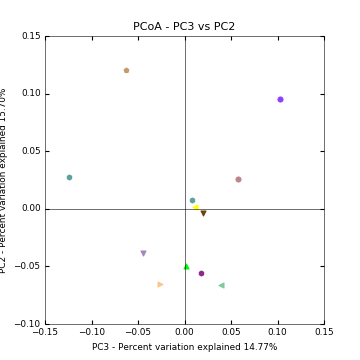 PCoA - PC3 vs PC2
PC2 - Percent variation explained 15.70%
0.15
0.10
0.05
0.00
−0.05
−0.10
−0.15 −0.10 −0.05 0.00 0.05 0.10 0.15
PC3 - Percent variation explained 14.77%